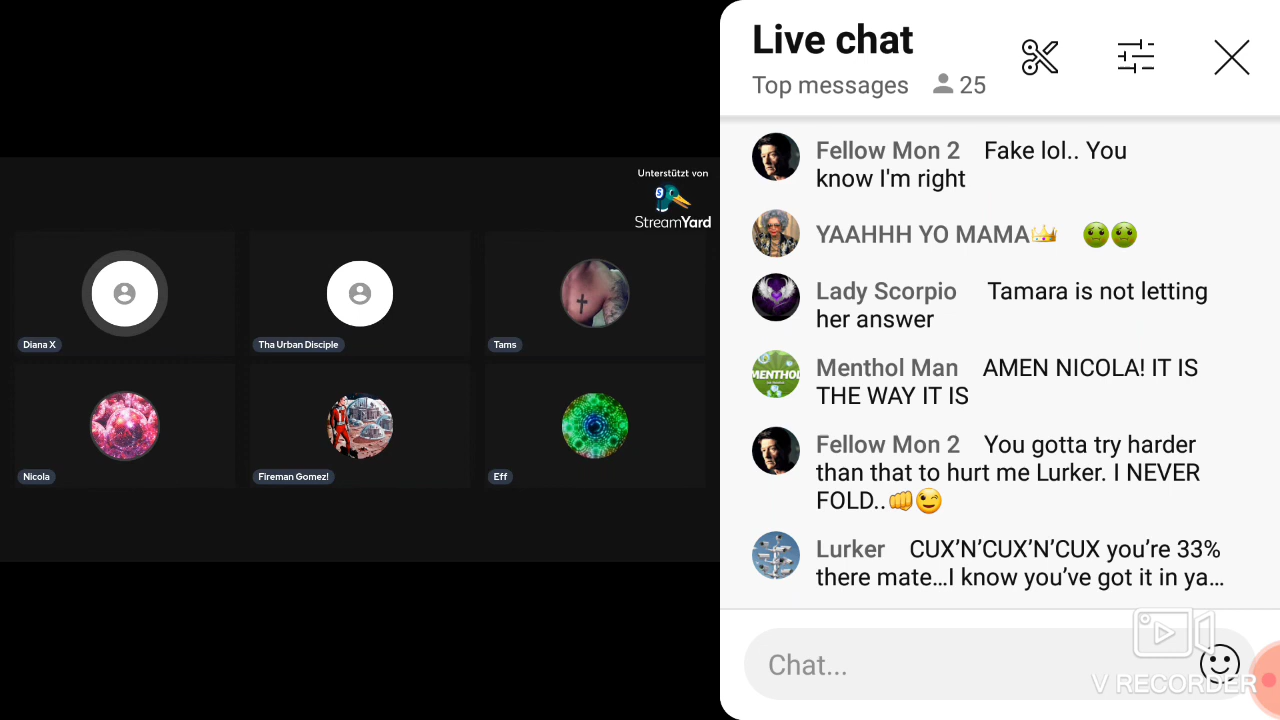 Unterstützt von
StreamYard
Diana X
Tha Urban Disciple
Tams
Nicola
Fireman Gomez!
Eff
Live chat
Top messages 25
Fellow Mon 2 Fake lol.. You
know I'm right
YAAHHH YO MAMA👑 🤢🤢
Lady Scorpio Tamara is not letting
her answer
MENTHOL
Menthol Man AMEN NICOLA! IT IS
THE WAY IT IS
Fellow Mon 2 You gotta try harder
than that to hurt me Lurker. I NEVER
FOLD..👊😉
Lurker CUX’N’CUX’N’CUX you’re 33%
there mate…I know you’ve got it in ya…
Chat...
V RECORDER